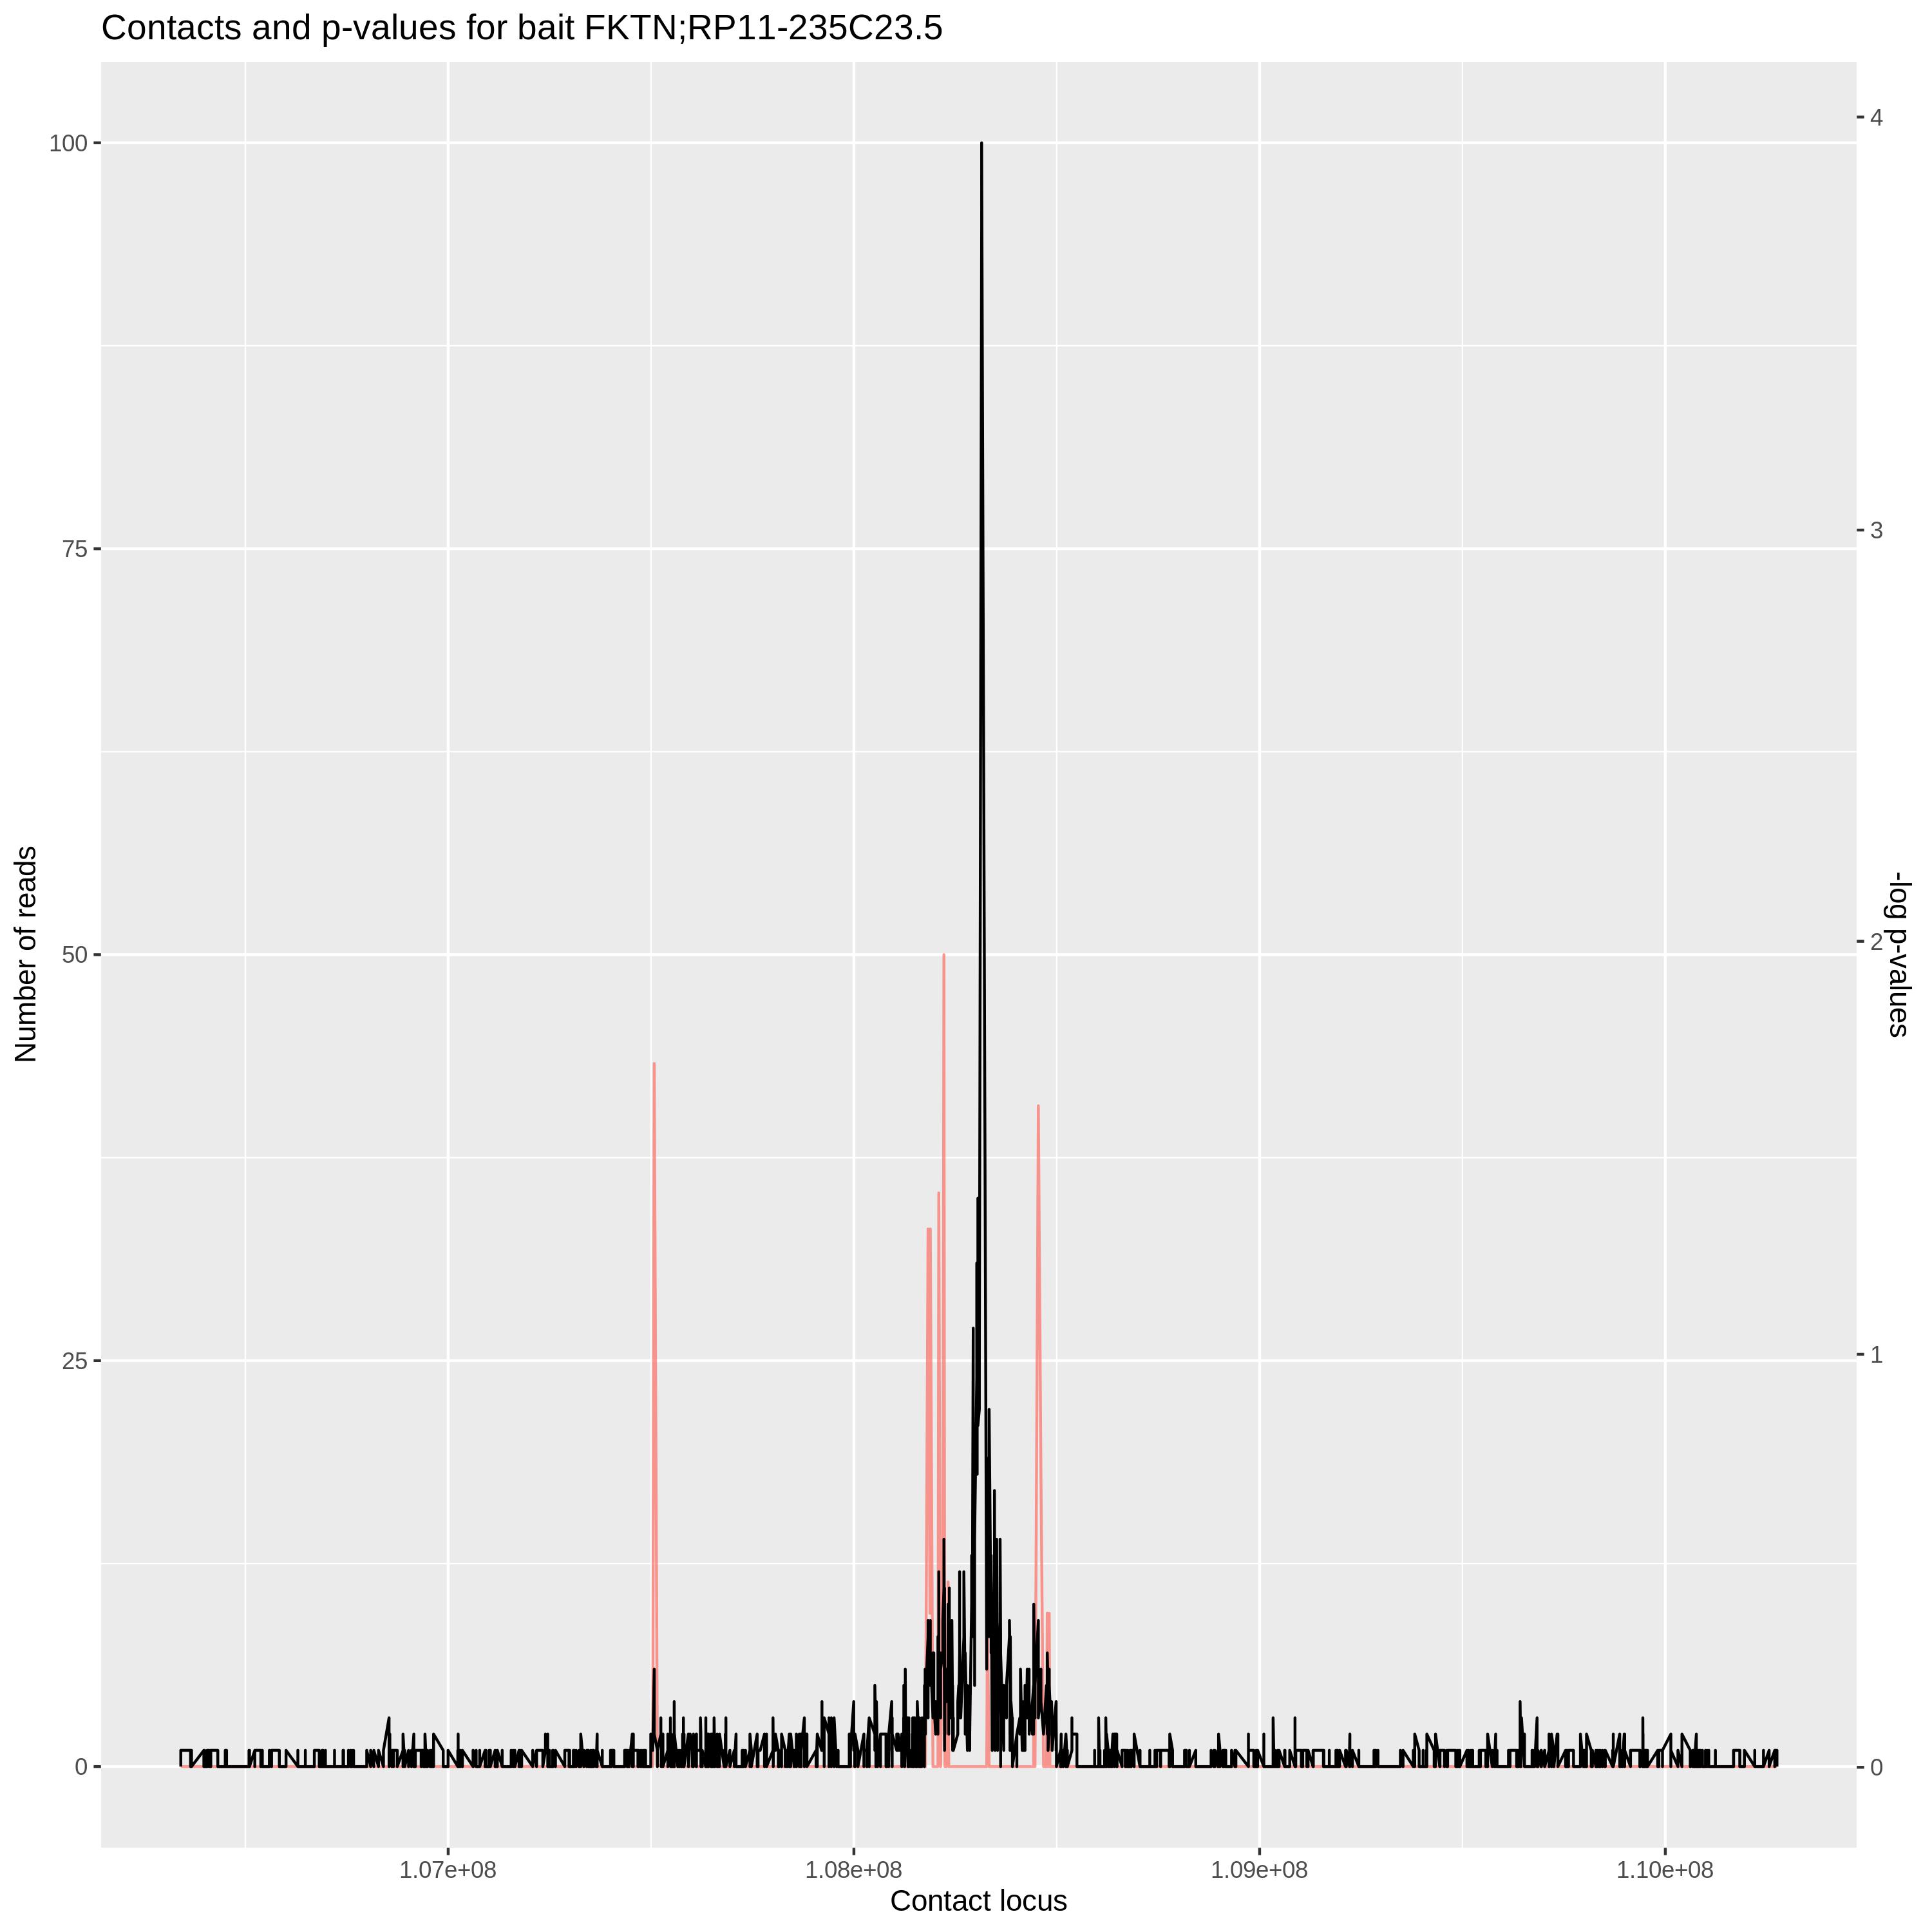 Contacts and p-values for bait FKTN;RP11-235C23.5
100
75
50
25
0
Number of reads
4
3
2
1
0
-log p-values
1.07e+08 1.08e+08 1.09e+08 1.10e+08
Contact locus